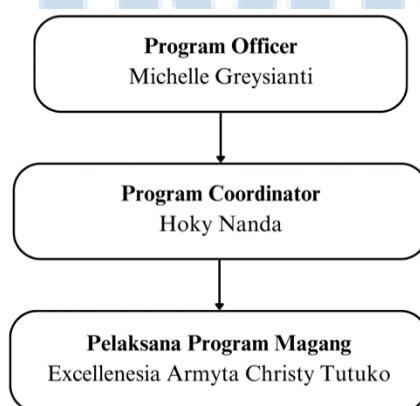 Program Officer
Michelle Greysianti
Program Coordinator
Hoky Nanda
Pelaksana Program Magang
Excellenesia Armyta Christy Tutuko